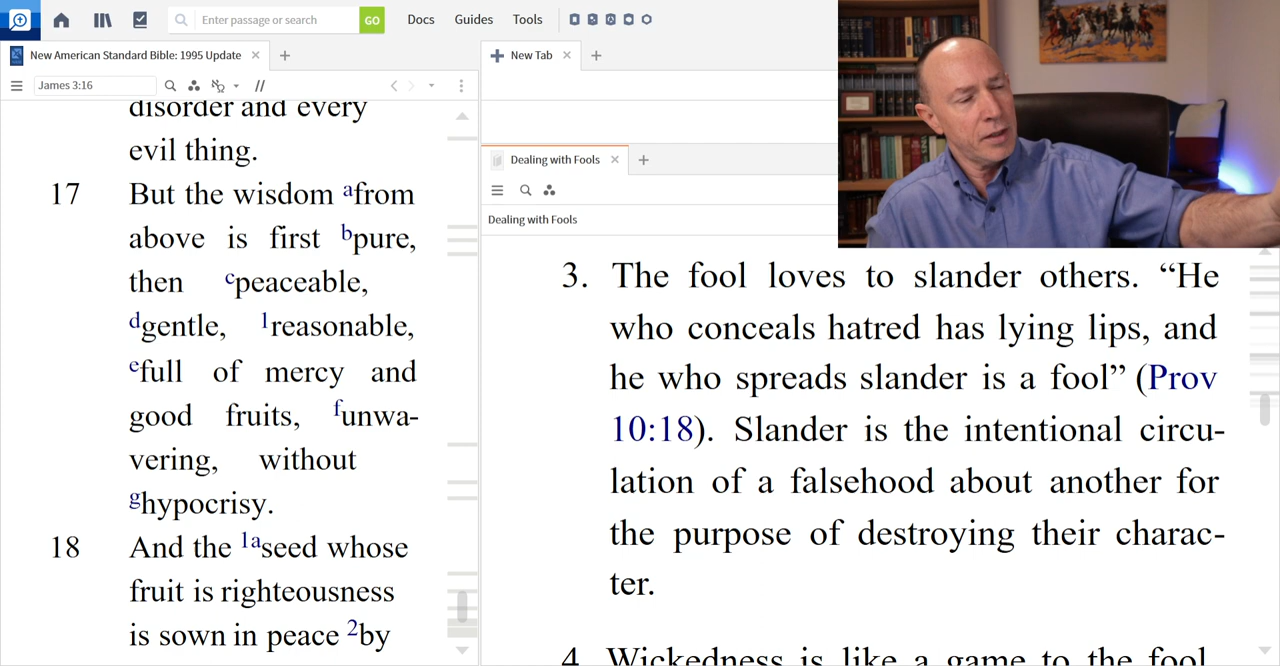 Enter passage or search
GO
Docs
Guides
Tools
New American Standard Bible: 1995 Update
New Tab
James 3:16
disorder and every
evil thing.
17 But the wisdom afrom
above is first bpure,
then cpeaceable,
dgentle, 1reasonable,
efull of mercy and
good fruits, funwa-
vering, without
ghypocrisy.
18 And the 1aseed whose
fruit is righteousness
is sown in peace 2by
Dealing with Fools
Dealing with Fools
3. The fool loves to slander others. “He
who conceals hatred has lying lips, and
he who spreads slander is a fool” (Prov
10:18). Slander is the intentional circu-
lation of a falsehood about another for
the purpose of destroying their charac-
ter.
4. Wickedness is like a game to the fool.